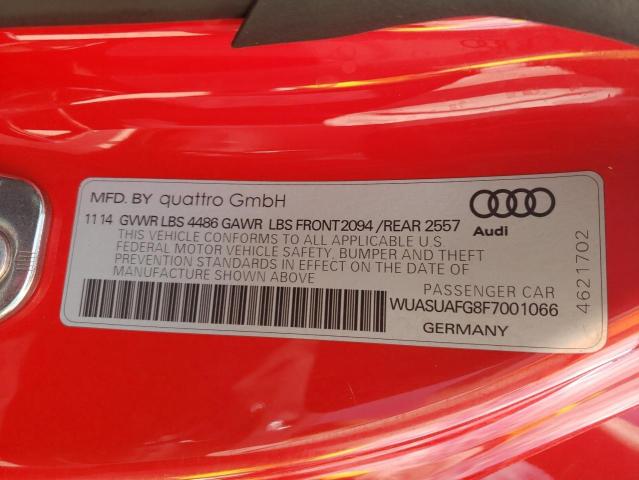 MFD. BY quattro GmbH
1114 GVWR LBS 4486 GAWR LBS FRONT2094 /REAR 2557
THIS VEHICLE CONFORMS TO ALL APPLICABLE U.S
FEDERAL MOTOR VEHICLE SAFETY, BUMPER AND THEFT
PREVENTION STANDARDS IN EFFECT ON THE DATE OF
MANUFACTURE SHOWN ABOVE
Audi
PASSENGER CAR
WUASUAFG8F7001066
GERMANY
4621702